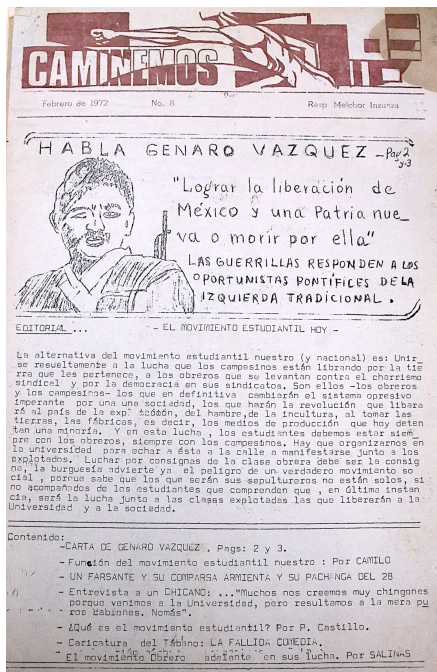 CAMINEMOS
Febrero de 1972 No. 8 Resp Melchor Inzunza
HABLA GENARO VAZQUEZ - Pag 2
y-3
"Lograr la liberación de
México y una Patria nue_
va o morir por ella"
LAS GUERRILLAS RESPONDEN A LOS
OPORTUNISTAS PONTÍFICES DE LA
IZQUIERDA TRADICIONAL.
EDITORIAL ... - EL MOVIMIENTO ESTUDIANTIL HOY -
La alternativa del movimiento estudiantil nuestro (y nacional) es: Unir_
se resueltamente a la lucha que los campesinos están librando por la tie
rra que les pertenece, a los obreros que se levantan contra el charrismo
sindical y por la democracia en sus sindicatos. Son ellos -los obreros
y los campesinos- los que en definitiva cambiarán el sistema opresivo
imperante por una una sociedad, los que harán la revolución que libara
rá al país de la del hambre, de la incultura, al tomar las
tierras, las fábricas, es decir, los medios de producción que hoy deten
tan una minoría. Y en esta lucha , los estudiantes debemos estar siem_
pre con los obreros, siempre con los campesinos. Hay que organizarnos en
la universidad para echar a ésta a la calle a manifestarse junto a los
explotados. Luchar por consignas de la clase obrera debe ser la consig
na, la burguesía advierte ya el peligro de un verdadero movimiento so
cial , porque sabe que los que serán sus sepultureros no están solos, si
no acompañados de los estudiantes que comprenden que , en última instan
cia, será la lucha junto a las clases explotadas las que liberarán a la
Universidad y a la sociedad.
Contenido:
-CARTA DE GENARO VAZQUEZ . Pags: 2 y 3.
- Función del movimiento estudiantil nuestro : Por CAMILO
- UN FARSANTE Y SU COMPARSA ARMIENTA Y SU PACHANGA DEL 28
- Entrevista a un CHICANO: ..."Muchos nos creemos muy chingones
porque venimos a la Universidad, pero resultamos a la mera pu
ros cabrones. Nomás".
- ¿Qué es el movimiento estudiantil? Por P. Castillo.
- Caricatura del Tábano: LA FALLIDA COMEDIA.
El movimiento Obrero adelante en sus lucha. Por SALINAS